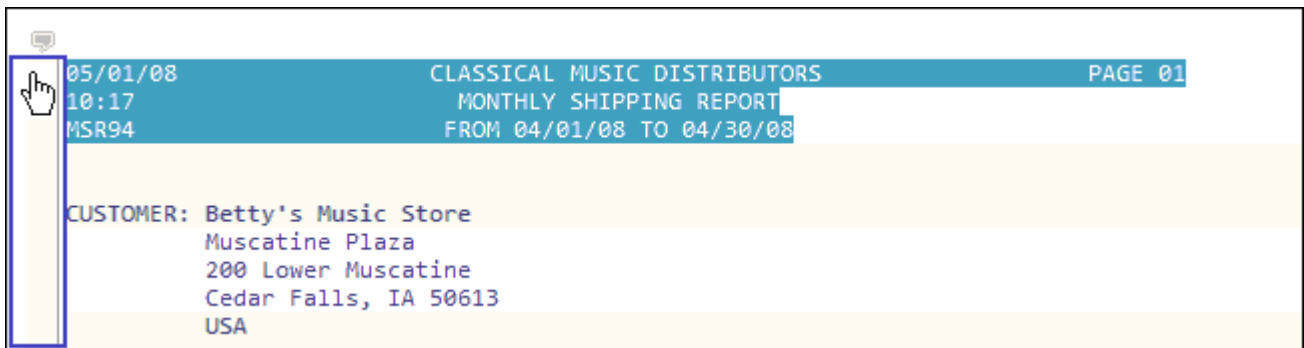 05/01/08 CLASSICAL MUSIC DISTRIBUTORS PAGE 01
10:17 MONTHLY SHIPPING REPORT
MSR94 FROM 04/01/08 TO 04/30/08
CUSTOMER: Betty's Music Store
Muscatine Plaza
200 Lower Muscatine
Cedar Falls, IA 50613
USA